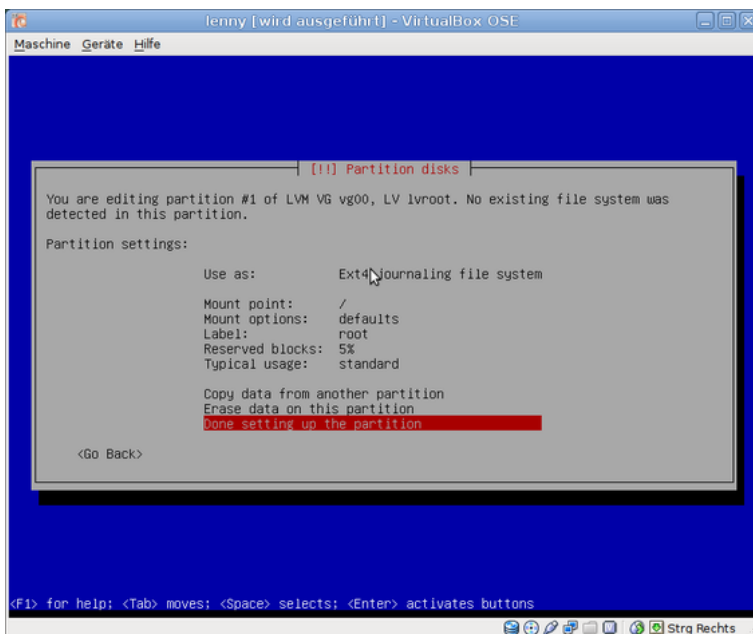 lenny [wird ausgeführt] - VirtualBox OSE
Maschine Geräte Hilfe
[!!] Partition disks
You are editing partition #1 of LVM VG vg00, LV lvroot. No existing file system was
detected in this partition.
Partition settings:
Use as: Ext4 journaling file system
Mount point: /
Mount options: defaults
Label: root
Reserved blocks: 5%
Typical usage: standard
Copy data from another partition
Erase data on this partition
Done setting up the partition
<Go Back>
<F1> for help; <Tab> moves; <Space> selects; <Enter> activates buttons
Strg Rechts